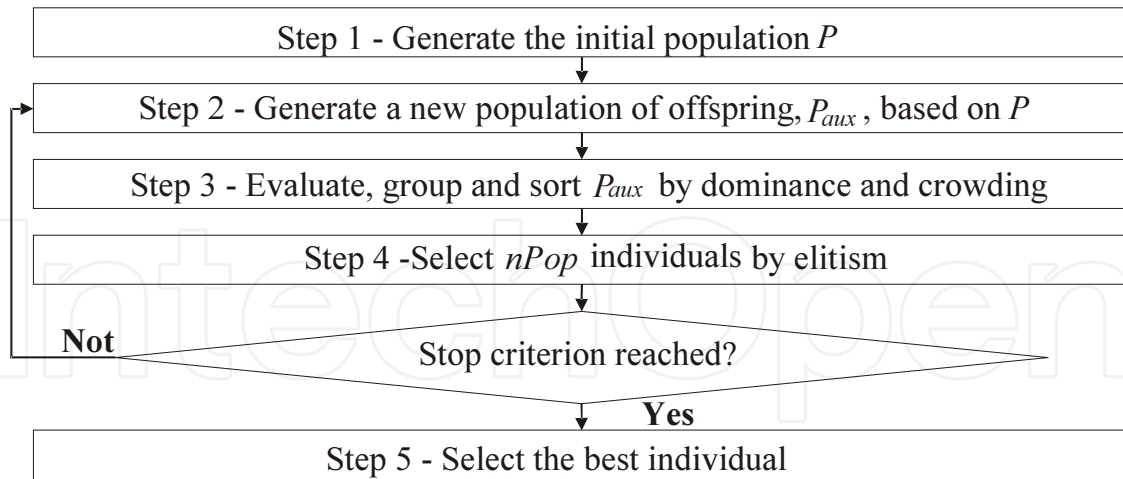 Step 1 - Generate the initial population P
Step 2 - Generate a new population of offspring, Paux, based on P
Step 3 - Evaluate, group and sort Paux by dominance and crowding
Step 4 -Select nPop individuals by elitism
Not
Stop criterion reached?
Yes
Step 5 - Select the best individual
IntechOpen